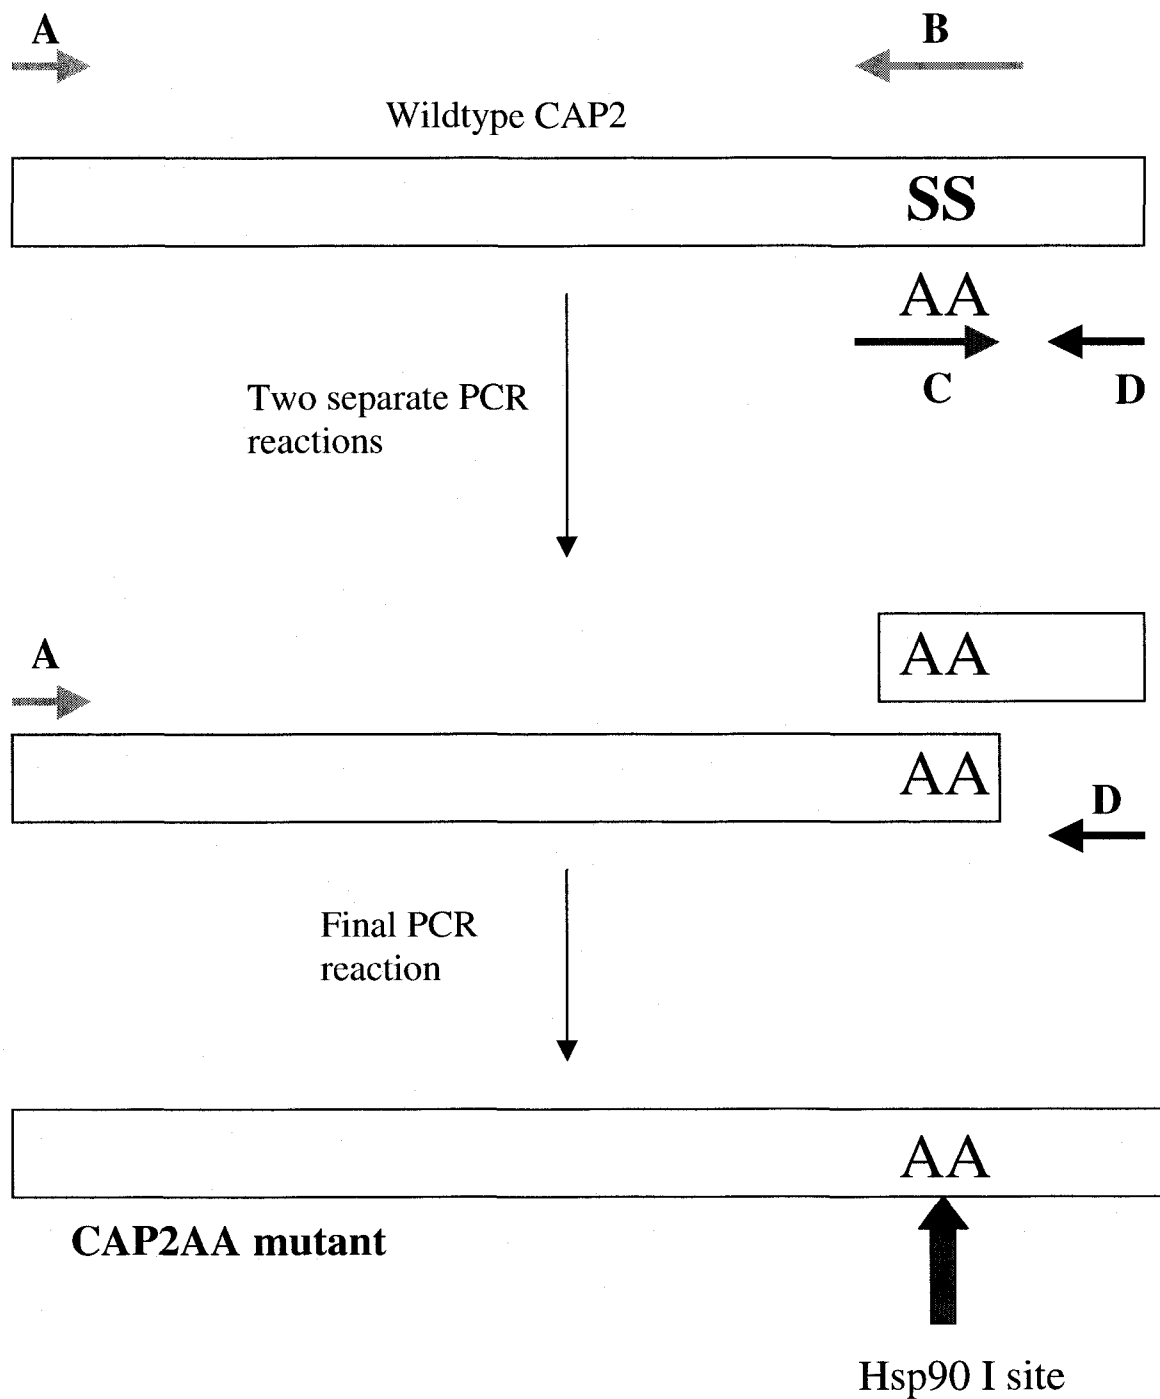 A
B
Wildtype CAP2
SS
AA
C
D
Two separate PCR
reactions
AA
A
AA
D
Final PCR
reaction
AA
CAP2AA mutant
Hsp90 I site